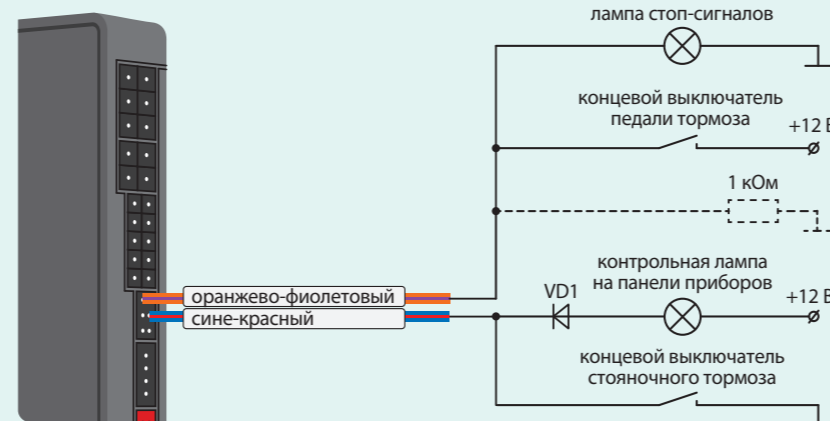 лампа стоп-сигналов
концевой выключатель
педали тормоза
+12 В
1 кОм
контрольная лампа
на панели приборов
+12 В
VD1
оранжево-фиолетовый
сине-красный
концевой выключатель
стояночного тормоза